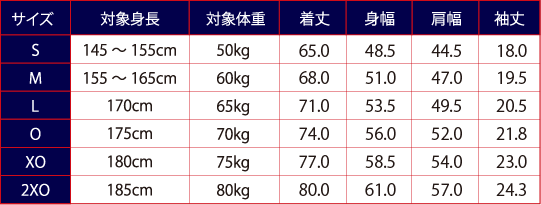 サイズ 対象身長 対象体重 着丈 身幅 肩幅 袖丈
S 145 ～ 155cm 50kg 65.0 48.5 44.5 18.0
M 155 ～ 165cm 60kg 68.0 51.0 47.0 19.5
L 170cm 65kg 71.0 53.5 49.5 20.5
O 175cm 70kg 74.0 56.0 52.0 21.8
XO 180cm 75kg 77.0 58.5 54.0 23.0
2XO 185cm 80kg 80.0 61.0 57.0 24.3